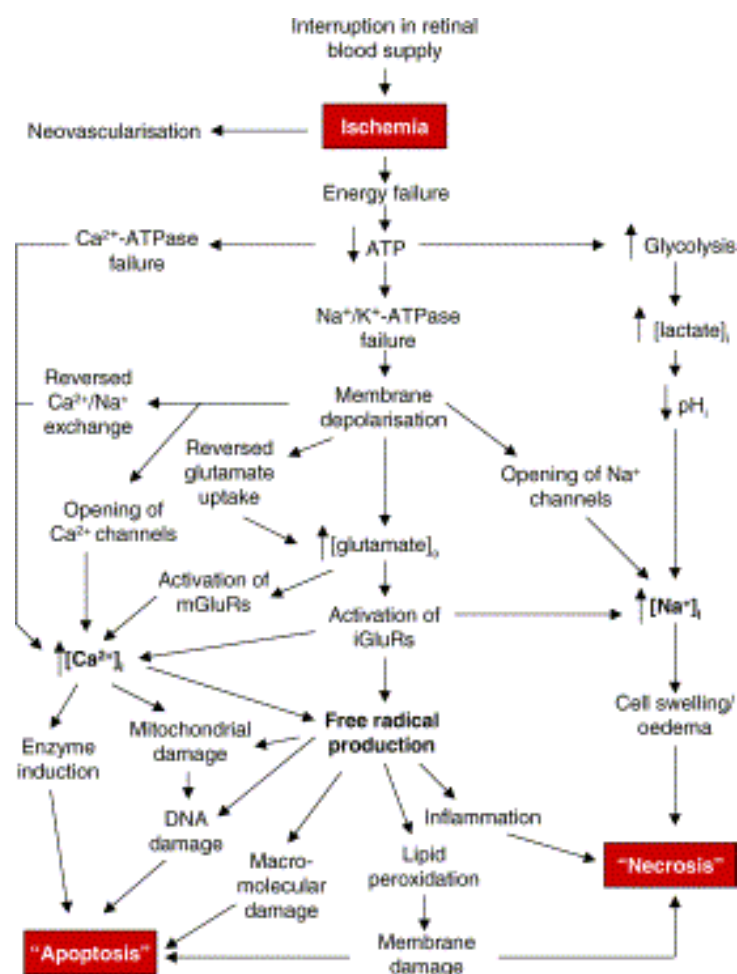 Interruption in retinal
blood supply
Neovascularisation
Ischemia
Energy failure
Ca²⁺-ATPase
failure
ATP
Glycolysis
Na⁺/K⁺-ATPase
failure
[lactate]ᵢ
Reversed
Ca²⁺/Na⁺
exchange
Membrane
depolarisation
pHᵢ
Reversed
glutamate
uptake
Opening of Na⁺
channels
Opening of
Ca²⁺ channels
[glutamate]ₒ
Activation of
mGluRs
Activation of
iGluRs
[Na⁺]ᵢ
[Ca²⁺]ᵢ
Cell swelling/
oedema
Enzyme
induction
Mitochondrial
damage
Free radical
production
DNA
damage
Inflammation
Macro-
molecular
damage
Lipid
peroxidation
"Necrosis"
"Apoptosis"
Membrane
damage